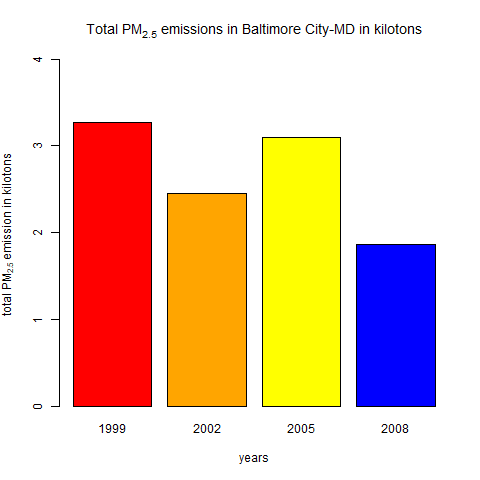 Total PM2.5 emissions in Baltimore City-MD in kilotons
total PM2.5 emission in kilotons
4
3
2
1
0
1999 2002 2005 2008
years